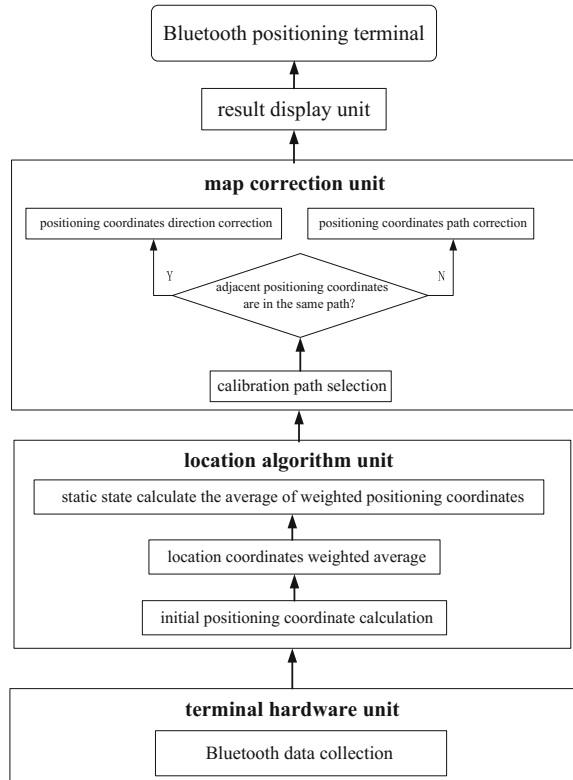 Bluetooth positioning terminal
result display unit
map correction unit
positioning coordinates direction correction
positioning coordinates path correction
Y
N
adjacent positioning coordinates
are in the same path?
calibration path selection
location algorithm unit
static state calculate the average of weighted positioning coordinates
location coordinates weighted average
initial positioning coordinate calculation
terminal hardware unit
Bluetooth data collection